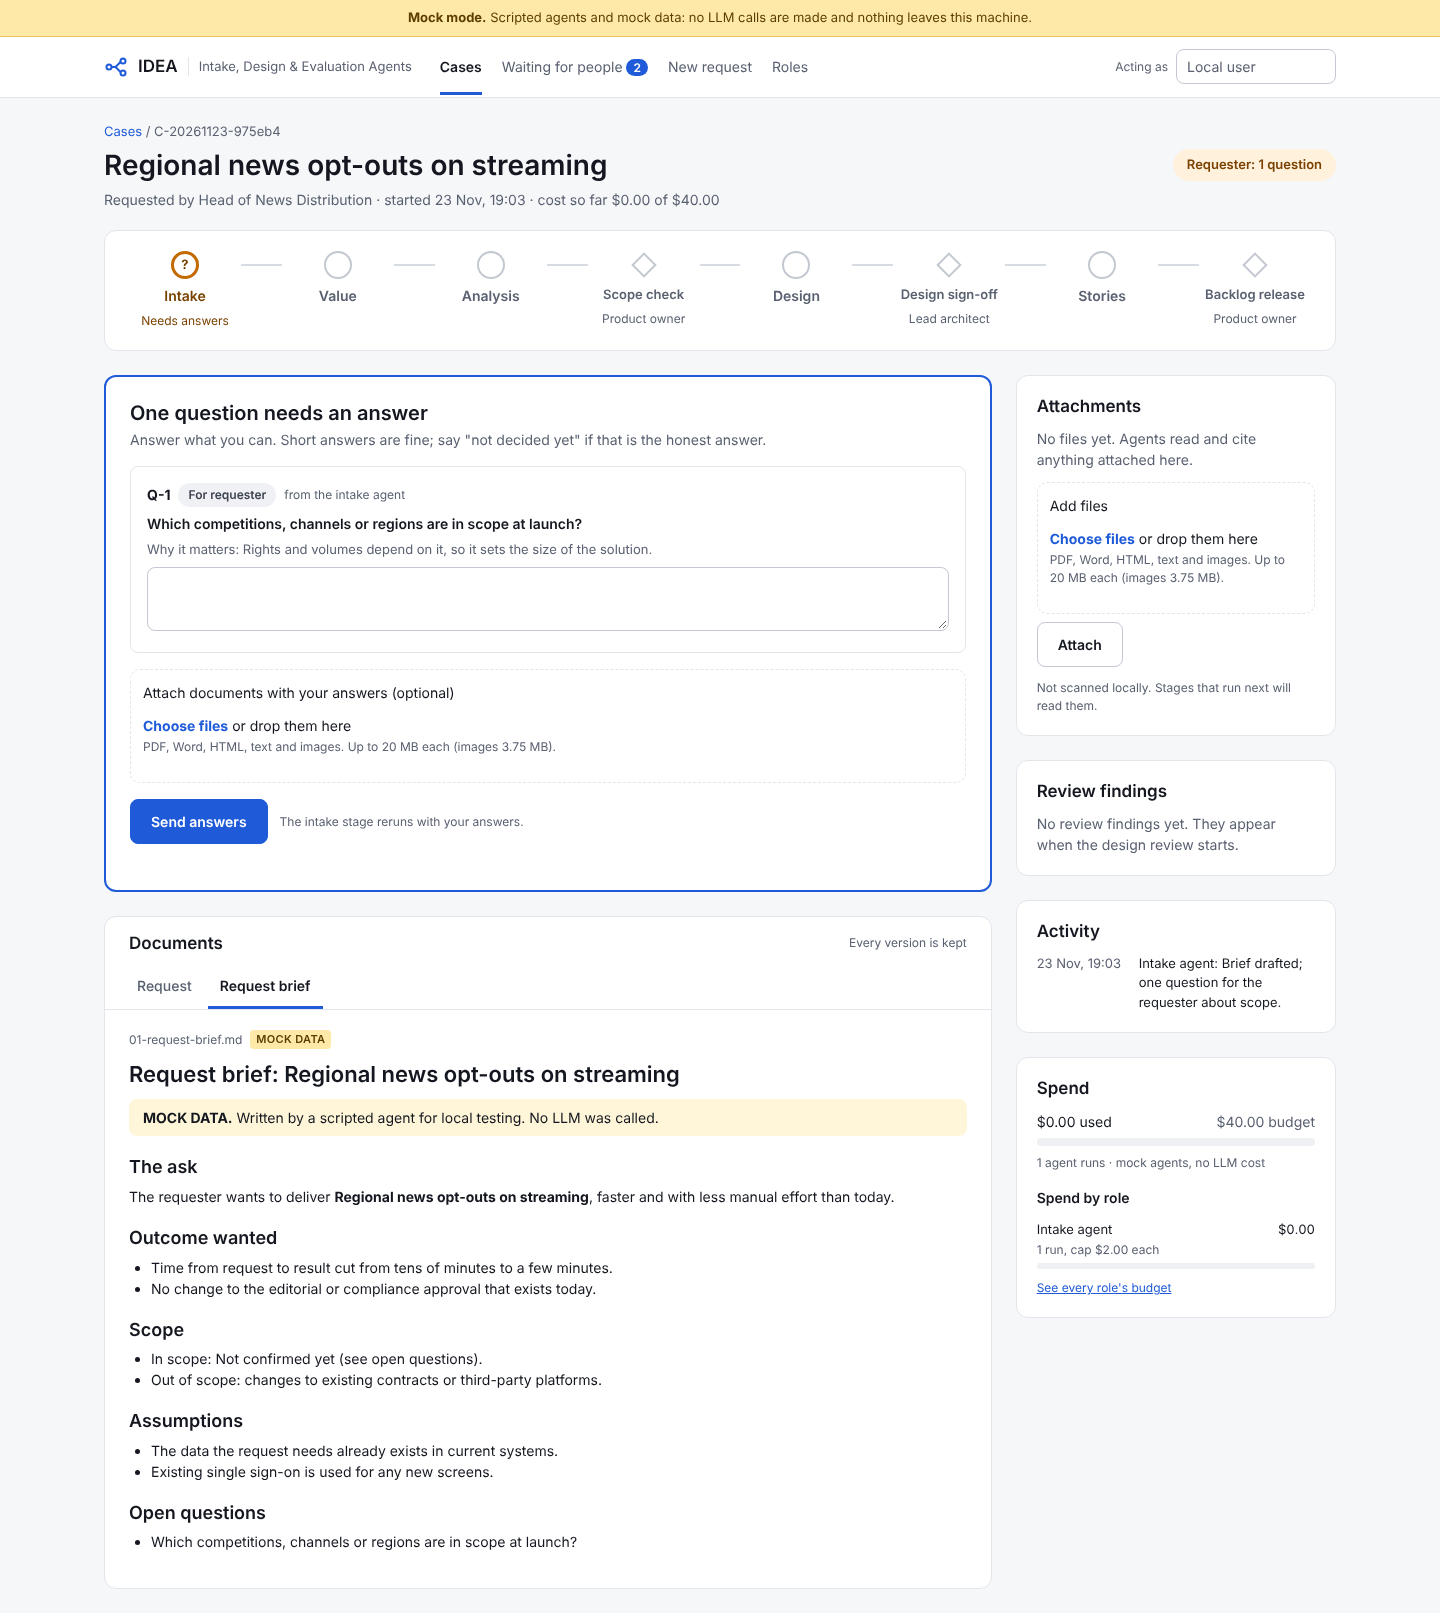 Mock mode. Scripted agents and mock data: no LLM calls are made and nothing leaves this machine.
IDEA
Intake, Design & Evaluation Agents
Cases
Waiting for people 2
New request
Roles
Acting as
Local user
Cases / C-20261123-975eb4
Regional news opt-outs on streaming
Requester: 1 question
Requested by Head of News Distribution · started 23 Nov, 19:03 · cost so far $0.00 of $40.00
?
Intake
Needs answers
Value
Analysis
Scope check
Product owner
Design
Design sign-off
Lead architect
Stories
Backlog release
Product owner
One question needs an answer
Answer what you can. Short answers are fine; say "not decided yet" if that is the honest answer.
Q-1 For requester from the intake agent
Which competitions, channels or regions are in scope at launch?
Why it matters: Rights and volumes depend on it, so it sets the size of the solution.
Attach documents with your answers (optional)
Choose files or drop them here
PDF, Word, HTML, text and images. Up to 20 MB each (images 3.75 MB).
Send answers
The intake stage reruns with your answers.
Documents
Every version is kept
Request
Request brief
01-request-brief.md MOCK DATA
Request brief: Regional news opt-outs on streaming
MOCK DATA. Written by a scripted agent for local testing. No LLM was called.
The ask
The requester wants to deliver Regional news opt-outs on streaming, faster and with less manual effort than today.
Outcome wanted
• Time from request to result cut from tens of minutes to a few minutes.
• No change to the editorial or compliance approval that exists today.
Scope
• In scope: Not confirmed yet (see open questions).
• Out of scope: changes to existing contracts or third-party platforms.
Assumptions
• The data the request needs already exists in current systems.
• Existing single sign-on is used for any new screens.
Open questions
• Which competitions, channels or regions are in scope at launch?
Attachments
No files yet. Agents read and cite
anything attached here.
Add files
Choose files or drop them here
PDF, Word, HTML, text and images. Up to
20 MB each (images 3.75 MB).
Attach
Not scanned locally. Stages that run next will
read them.
Review findings
No review findings yet. They appear
when the design review starts.
Activity
23 Nov, 19:03 Intake agent: Brief drafted;
one question for the
requester about scope.
Spend
$0.00 used
$40.00 budget
1 agent runs · mock agents, no LLM cost
Spend by role
Intake agent
$0.00
1 run, cap $2.00 each
See every role's budget